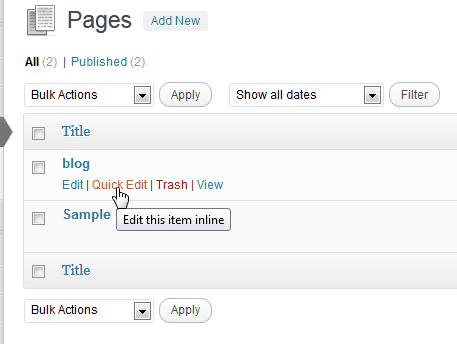 Pages Add New
All (2) | Published (2)
Bulk Actions Apply Show all dates Filter
Title
blog
Edit | Quick Edit | Trash | View
Sample
Edit this item inline
Title
Bulk Actions Apply